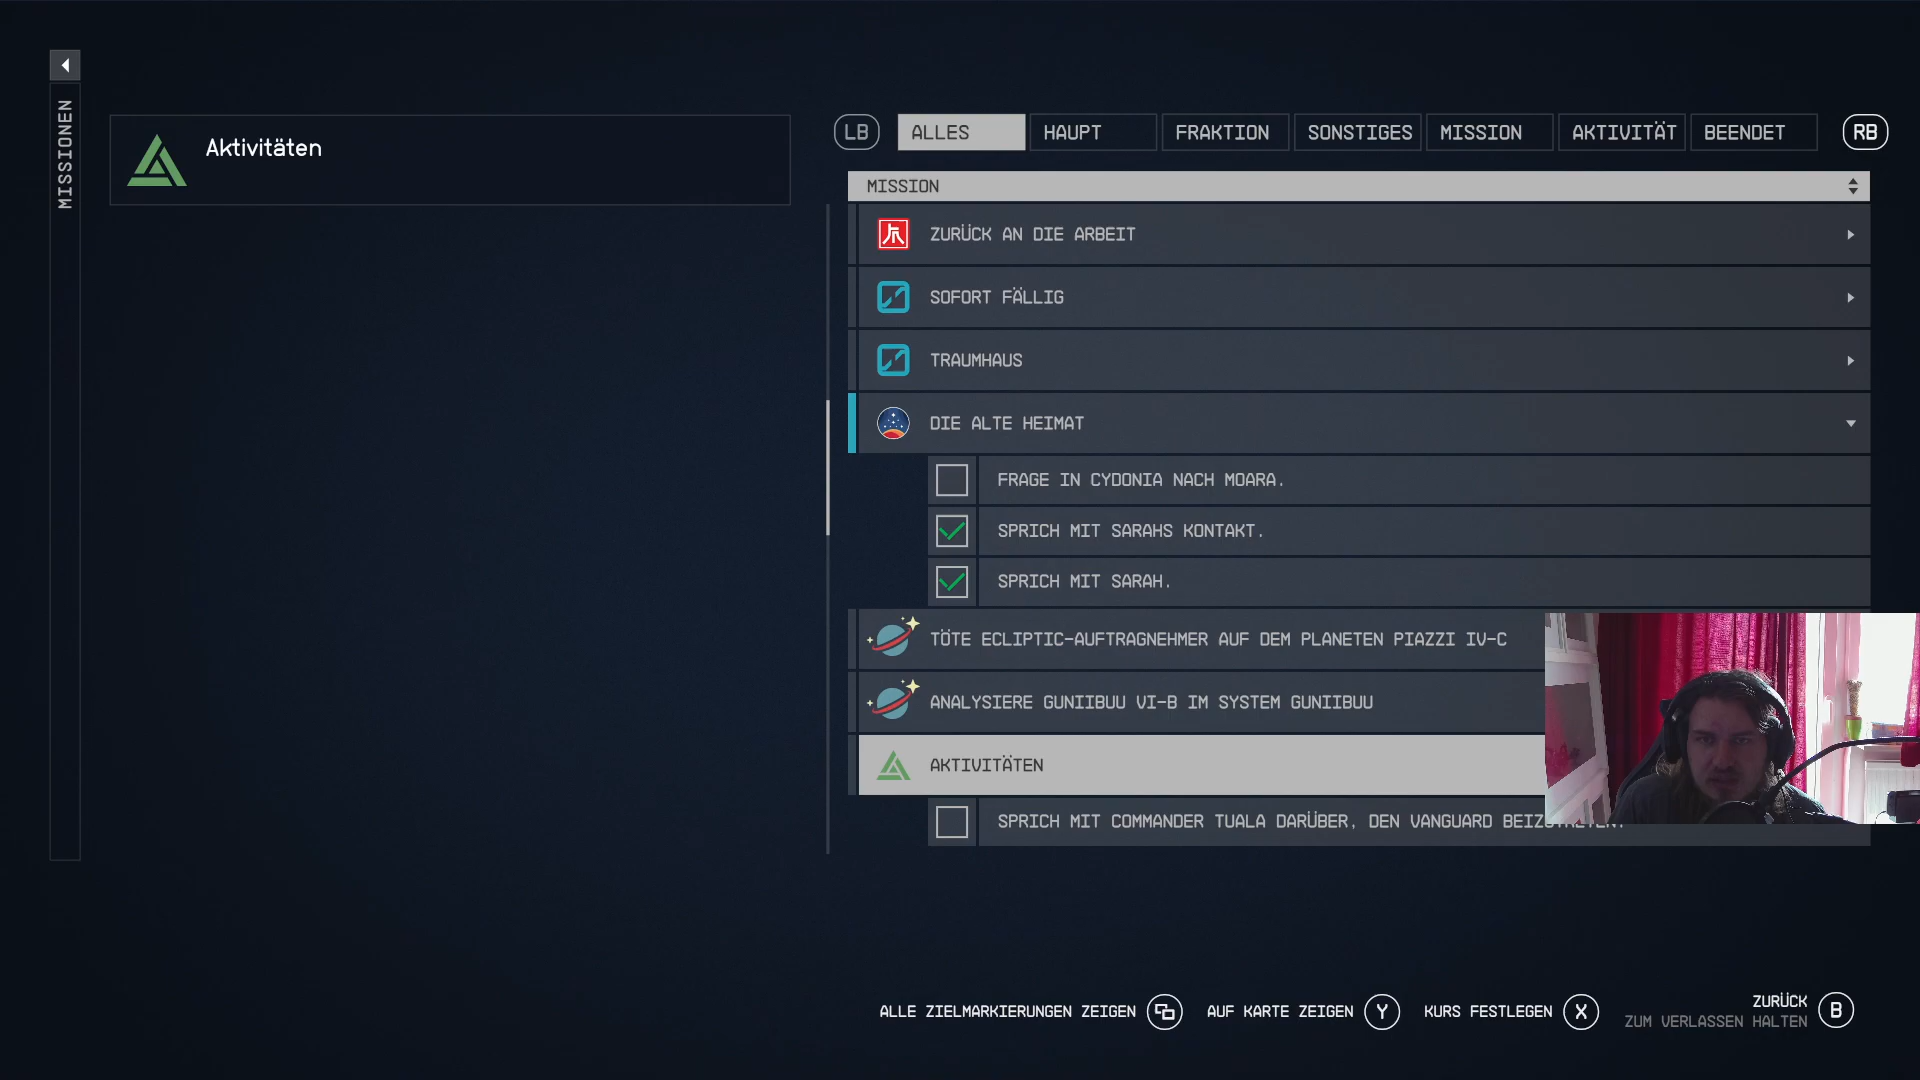 MISSIONEN
Aktivitäten
LB
ALLES
HAUPT
FRAKTION
SONSTIGES
MISSION
AKTIVITÄT
BEENDET
RB
MISSION
ZURÜCK AN DIE ARBEIT
SOFORT FÄLLIG
TRAUMHAUS
DIE ALTE HEIMAT
FRAGE IN CYDONIA NACH MOARA.
SPRICH MIT SARAHS KONTAKT.
SPRICH MIT SARAH.
TÖTE ECLIPTIC-AUFTRAGNEHMER AUF DEM PLANETEN PIAZZI IV-C
ANALYSIERE GUNIIBUU VI-B IM SYSTEM GUNIIBUU
AKTIVITÄTEN
SPRICH MIT COMMANDER TUALA DARÜBER, DEN VANGUARD BEIZUTRETEN.
ALLE ZIELMARKIERUNGEN ZEIGEN
AUF KARTE ZEIGEN Y
KURS FESTLEGEN X
ZURÜCK B
ZUM VERLASSEN HALTEN